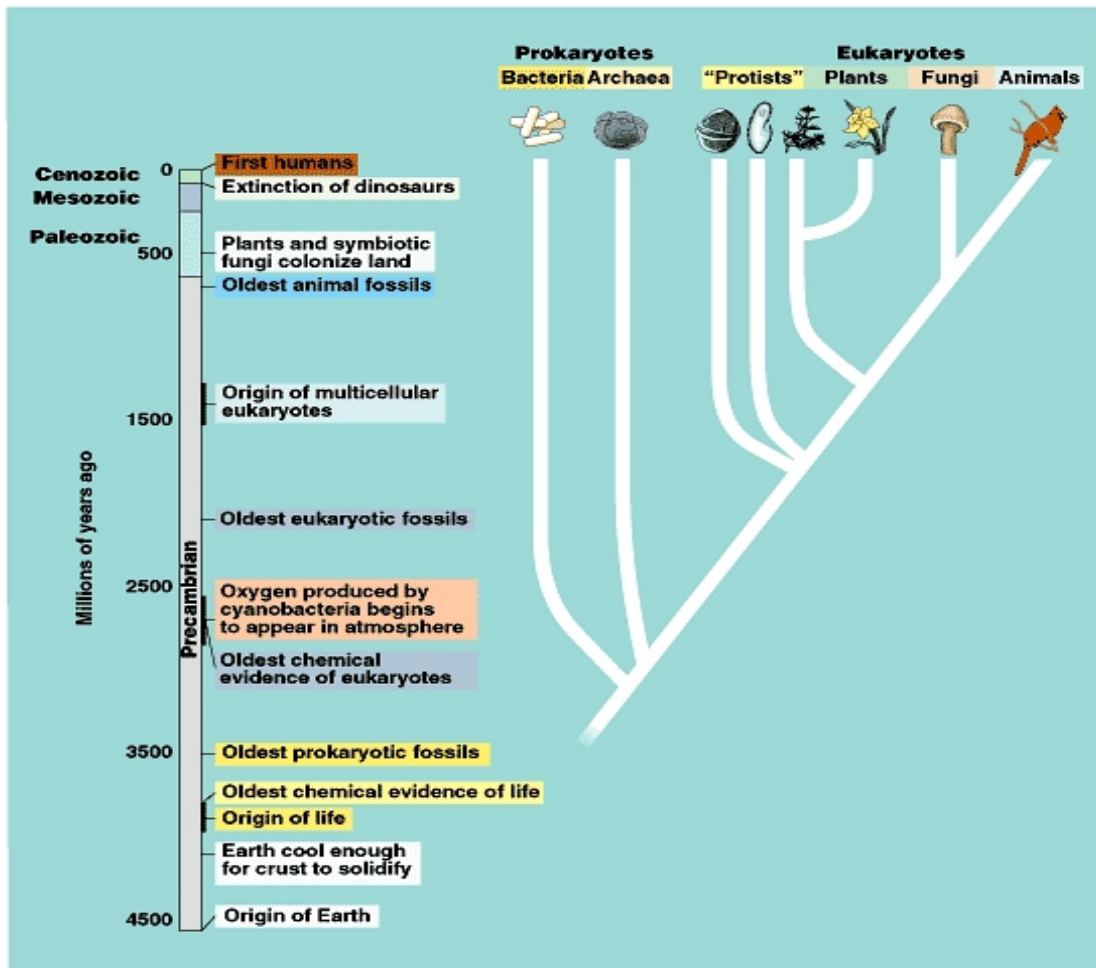 Prokaryotes
Eukaryotes
Bacteria
Archaea
"Protists"
Plants
Fungi
Animals
Cenozoic
Mesozoic
Paleozoic
Precambrian
Millions of years ago
0
500
1500
2500
3500
4500
First humans
Extinction of dinosaurs
Plants and symbiotic
fungi colonize land
Oldest animal fossils
Origin of multicellular
eukaryotes
Oldest eukaryotic fossils
Oxygen produced by
cyanobacteria begins
to appear in atmosphere
Oldest chemical
evidence of eukaryotes
Oldest prokaryotic fossils
Oldest chemical evidence of life
Origin of life
Earth cool enough
for crust to solidify
Origin of Earth